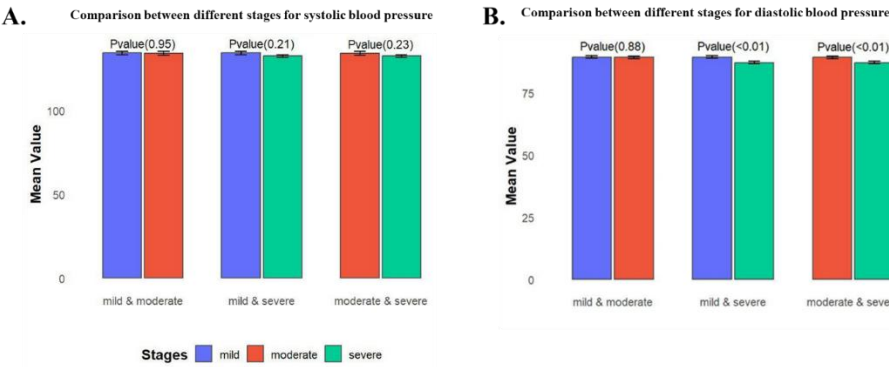 A.
Comparison between different stages for systolic blood pressure
Pvalue(0.95) Pvalue(0.21) Pvalue(0.23)
100
50
0
Mean Value
mild & moderate mild & severe moderate & severe
Stages mild moderate severe
B.
Comparison between different stages for diastolic blood pressure
Pvalue(0.88) Pvalue(<0.01) Pvalue(<0.01)
75
50
25
0
Mean Value
mild & moderate mild & severe moderate & seve